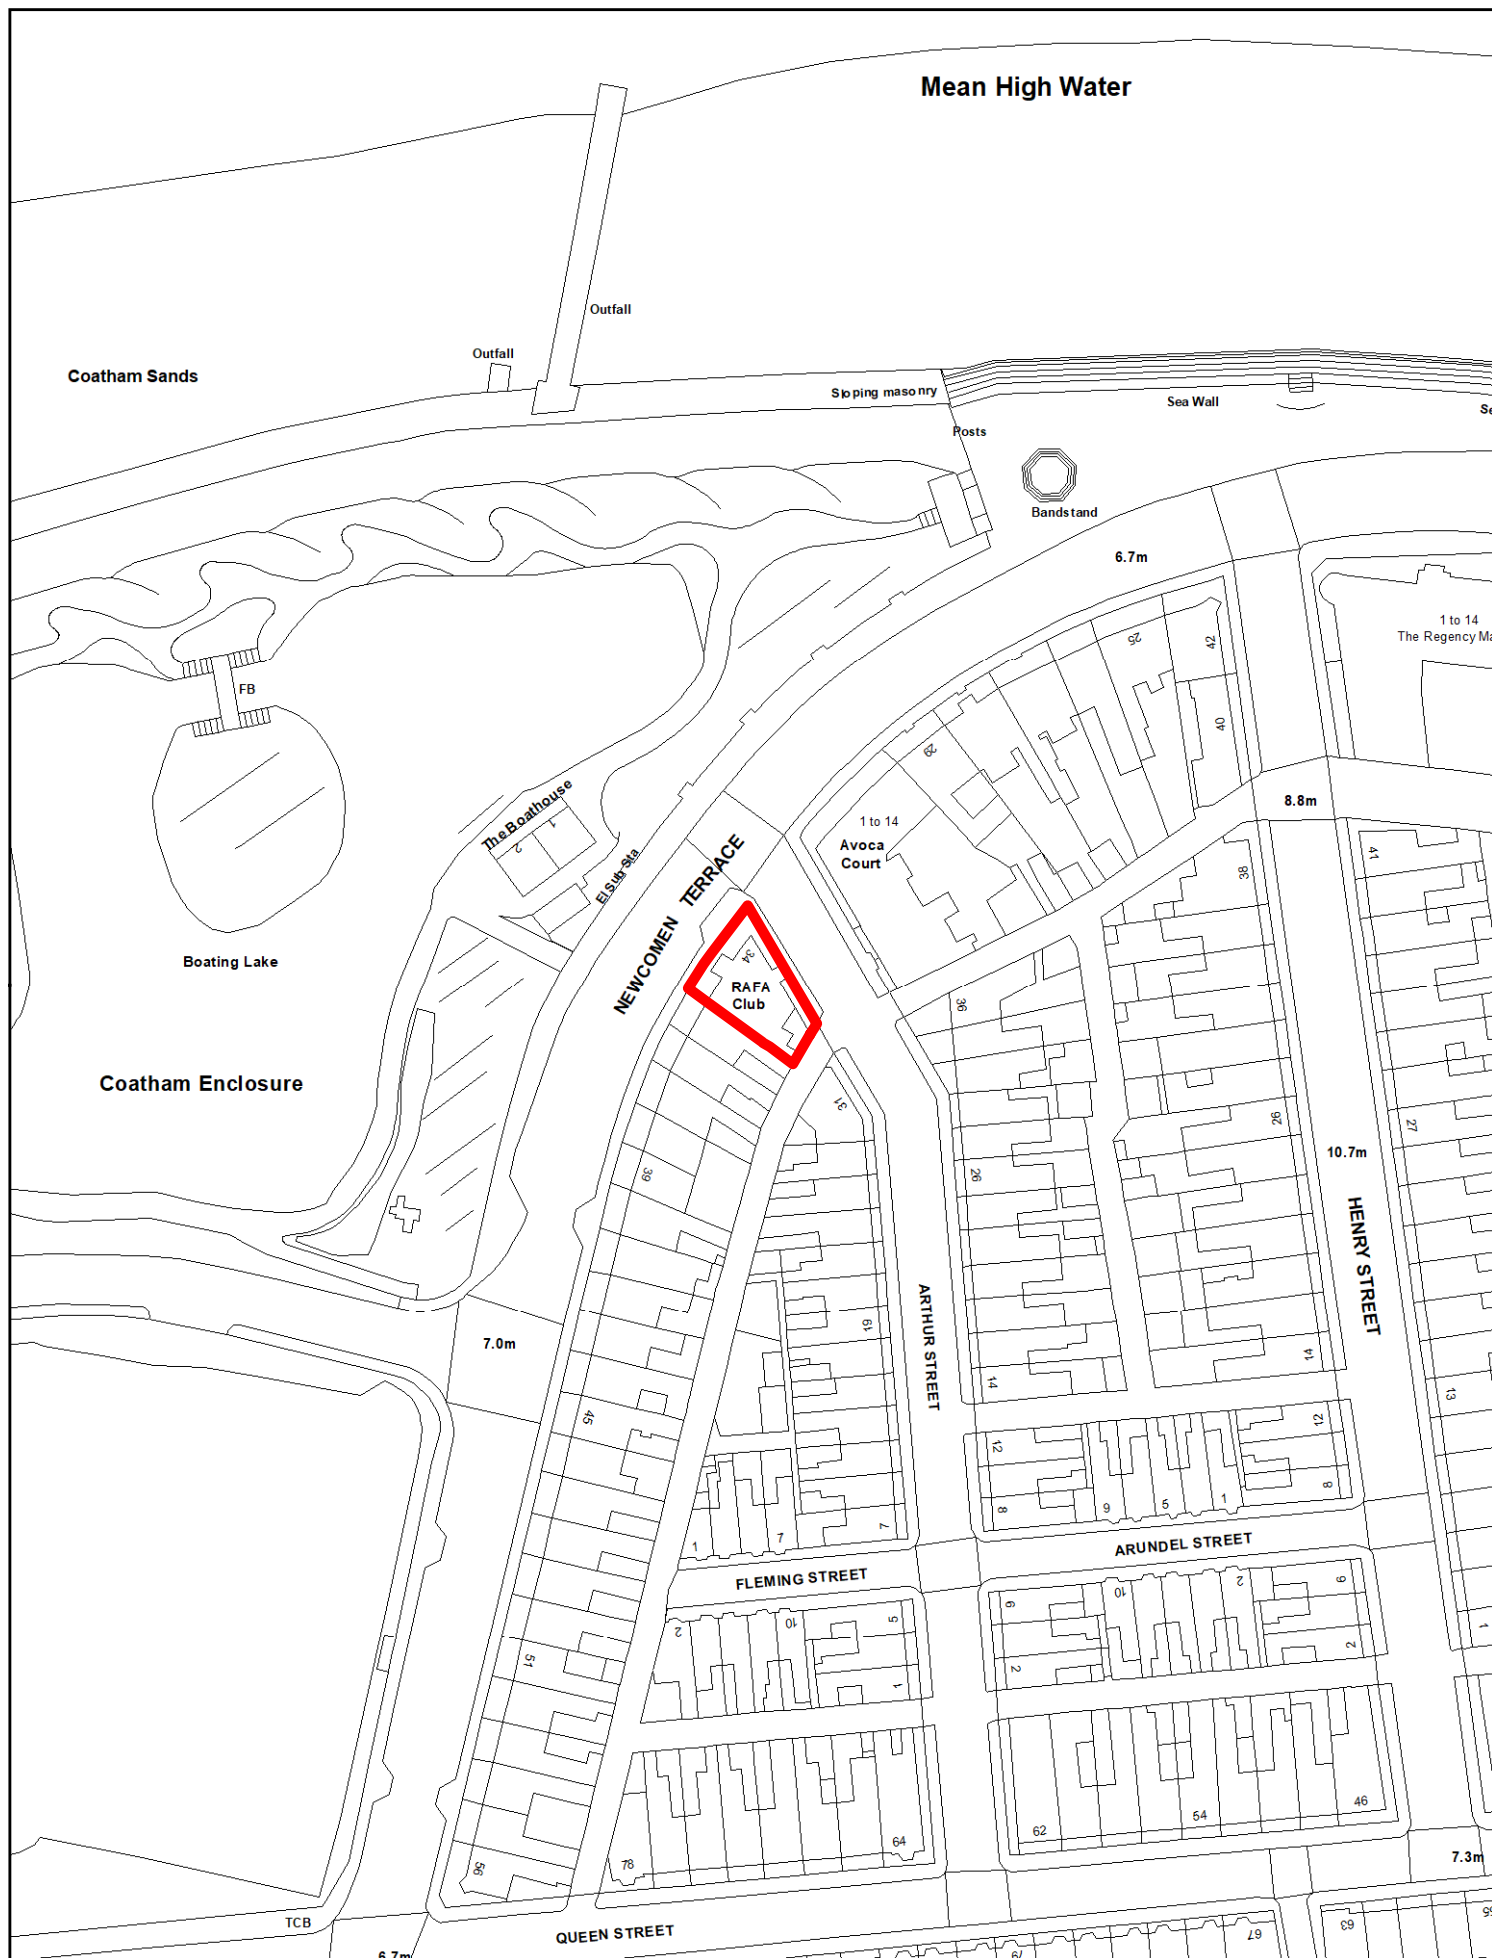 Mean High Water
Outfall
Outfall
Coatham Sands
Sloping masonry
Sea Wall
Posts
Bandstand
6.7m
1 to 14
The Regency Ma
25
42
40
29
FB
The Boathouse
1
2
El Sub Sta
1 to 14
Avoca
Court
8.8m
41
38
NEWCOMEN TERRACE
34
RAFA
Club
Boating Lake
36
Coatham Enclosure
31
26
27
10.7m
39
26
HENRY STREET
ARTHUR STREET
19
7.0m
14
14
13
45
12
12
8
9
5
1
8
1
7
7
ARUNDEL STREET
FLEMING STREET
2
10
5
6
10
2
6
1
51
2
2
1
62
54
46
64
78
56
7.3m
TCB
QUEEN STREET
67
63
6.7m
79